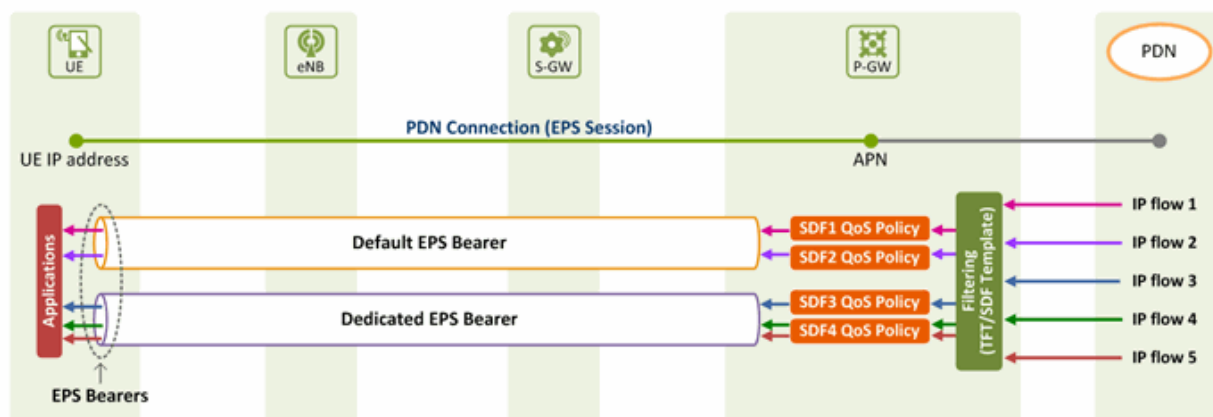 UE
eNB
S-GW
P-GW
PDN
PDN Connection (EPS Session)
UE IP address
APN
Applications
Default EPS Bearer
Dedicated EPS Bearer
EPS Bearers
SDF1 QoS Policy
SDF2 QoS Policy
SDF3 QoS Policy
SDF4 QoS Policy
Filtering
(TFT/SDF Template)
IP flow 1
IP flow 2
IP flow 3
IP flow 4
IP flow 5